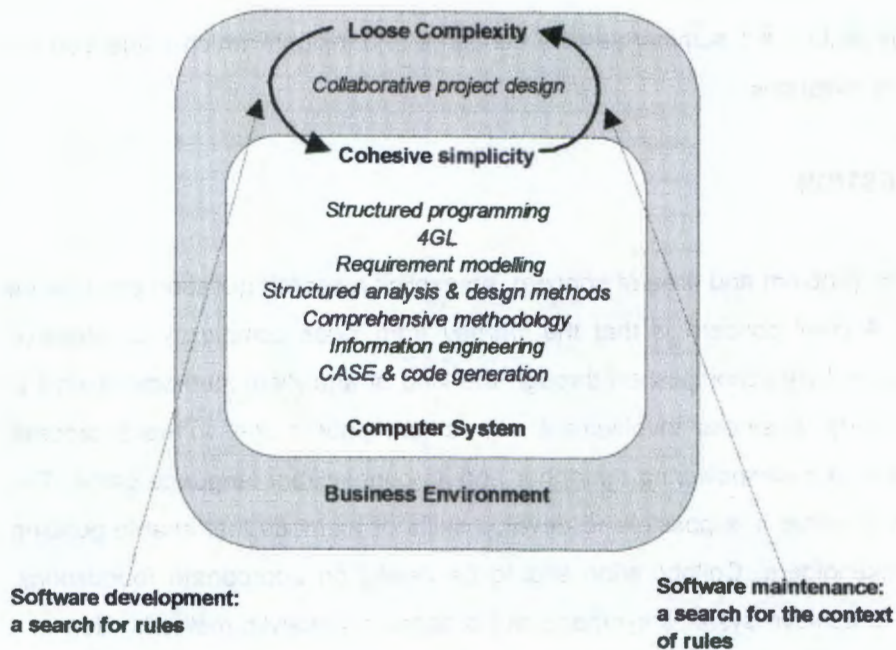 Loose Complexity
Collaborative project design
Cohesive simplicity
Structured programming
4GL
Requirement modelling
Structured analysis & design methods
Comprehensive methodology
Information engineering
CASE & code generation
Computer System
Business Environment
Software development:
a search for rules
Software maintenance:
a search for the context
of rules